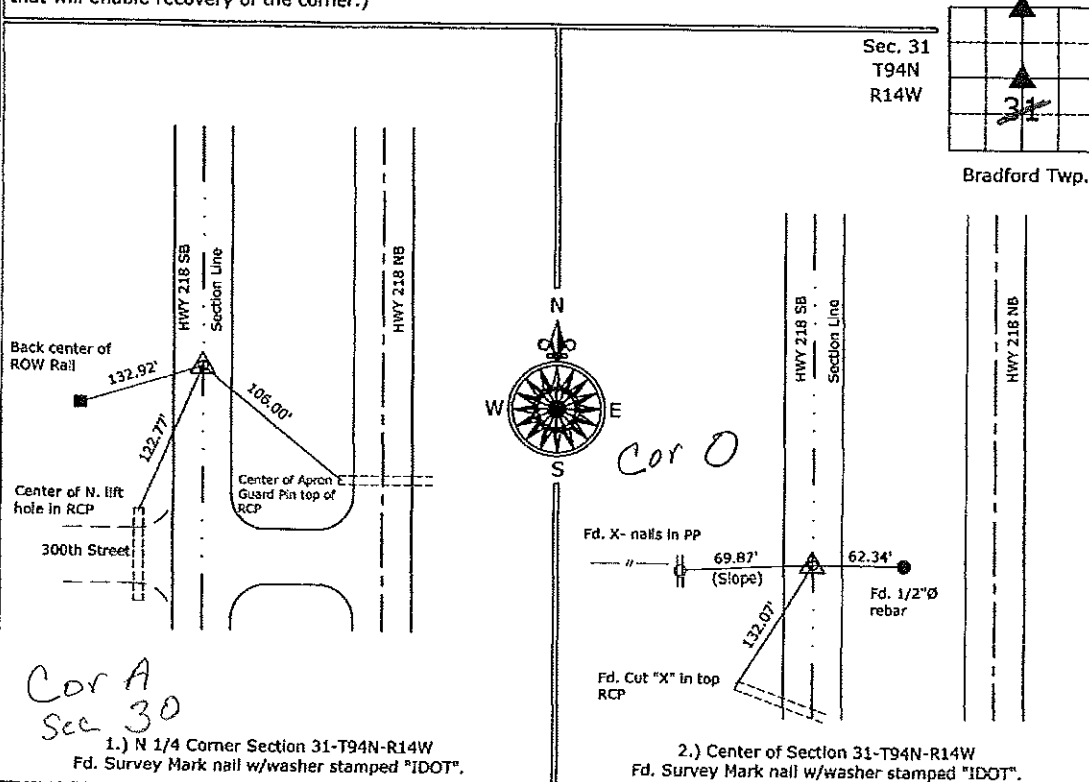 that will enable recovery of the corner.)
Sec. 31
T94N
R14W
31
Bradford Twp.
HWY 218 SB
Section Line
HWY 218 NB
Back center of
ROW Rail
132.92'
106.00'
122.77'
Center of N. lift
hole in RCP
Center of Apron
Guard Pin top of
RCP
300th Street
Cor A
Sec 30
1.) N 1/4 Corner Section 31-T94N-R14W
Fd. Survey Mark nail w/washer stamped "IDOT".
N
W
E
S
Cor O
HWY 218 SB
Section Line
HWY 218 NB
Fd. X- nails in PP
69.87'
(Slope)
62.34'
Fd. 1/2"Ø
rebar
132.07'
Fd. Cut "X" in top
RCP
2.) Center of Section 31-T94N-R14W
Fd. Survey Mark nail w/washer stamped "IDOT".